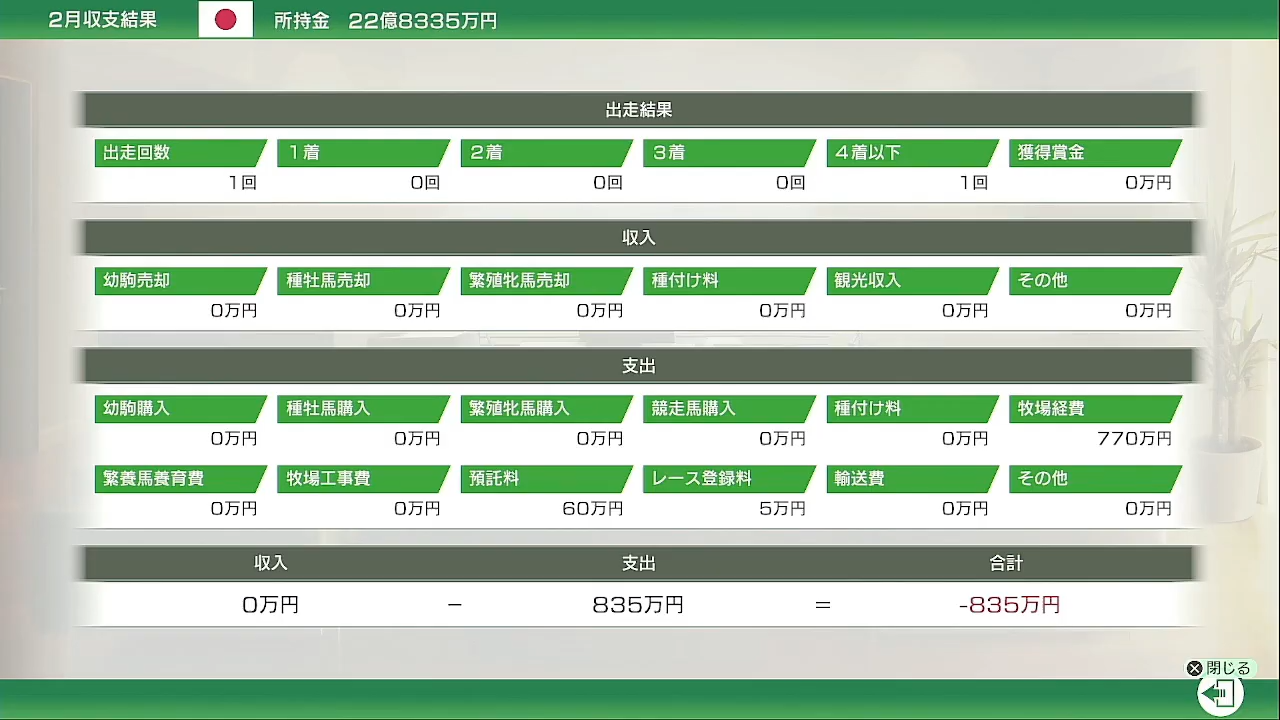 2月収支結果 所持金 22億8335万円
出走結果
出走回数 1着 2着 3着 4着以下 獲得賞金
1回 0回 0回 0回 1回 0万円
収入
幼駒売却 種牡馬売却 繁殖牝馬売却 種付け料 観光収入 その他
0万円 0万円 0万円 0万円 0万円 0万円
支出
幼駒購入 種牡馬購入 繁殖牝馬購入 競走馬購入 種付け料 牧場経費
0万円 0万円 0万円 0万円 0万円 770万円
繁養馬養育費 牧場工事費 預託料 レース登録料 輸送費 その他
0万円 0万円 60万円 5万円 0万円 0万円
収入 支出 合計
0万円 − 835万円 = -835万円
閉じる